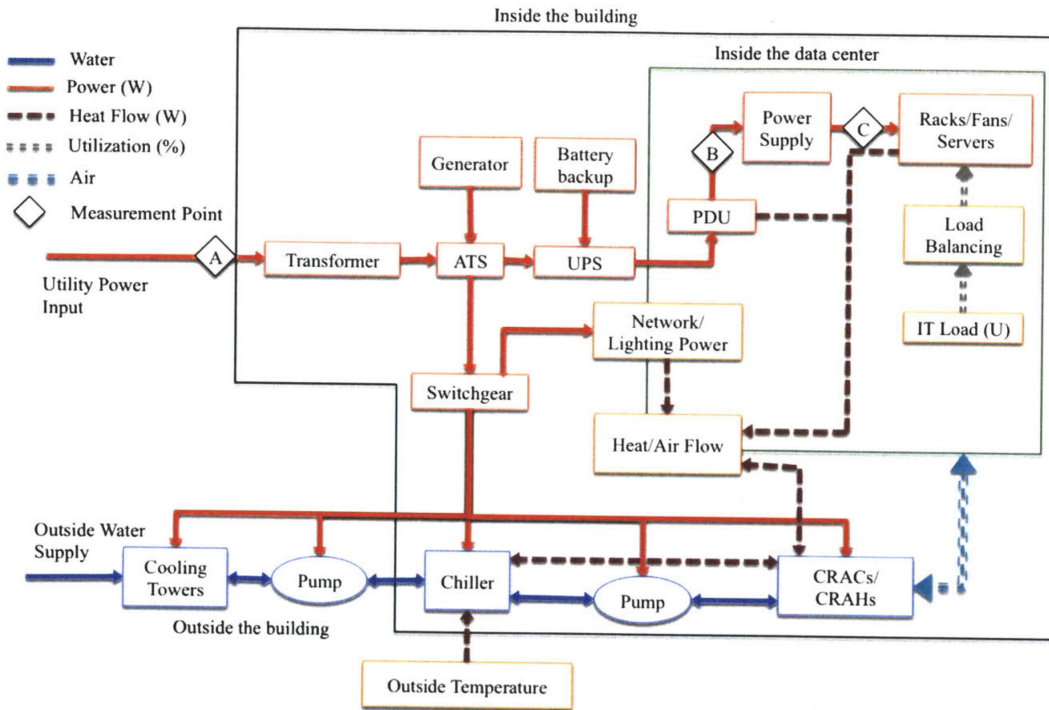 Inside the building
Inside the data center
Water
Power (W)
Heat Flow (W)
Utilization (%)
Air
Measurement Point
A
Utility Power
Input
Transformer
Generator
ATS
Battery
backup
UPS
PDU
B
Power
Supply
C
Racks/Fans/
Servers
Load
Balancing
IT Load (U)
Network/
Lighting Power
Switchgear
Heat/Air Flow
Outside Water
Supply
Cooling
Towers
Pump
Chiller
Pump
CRACs/
CRAHs
Outside the building
Outside Temperature